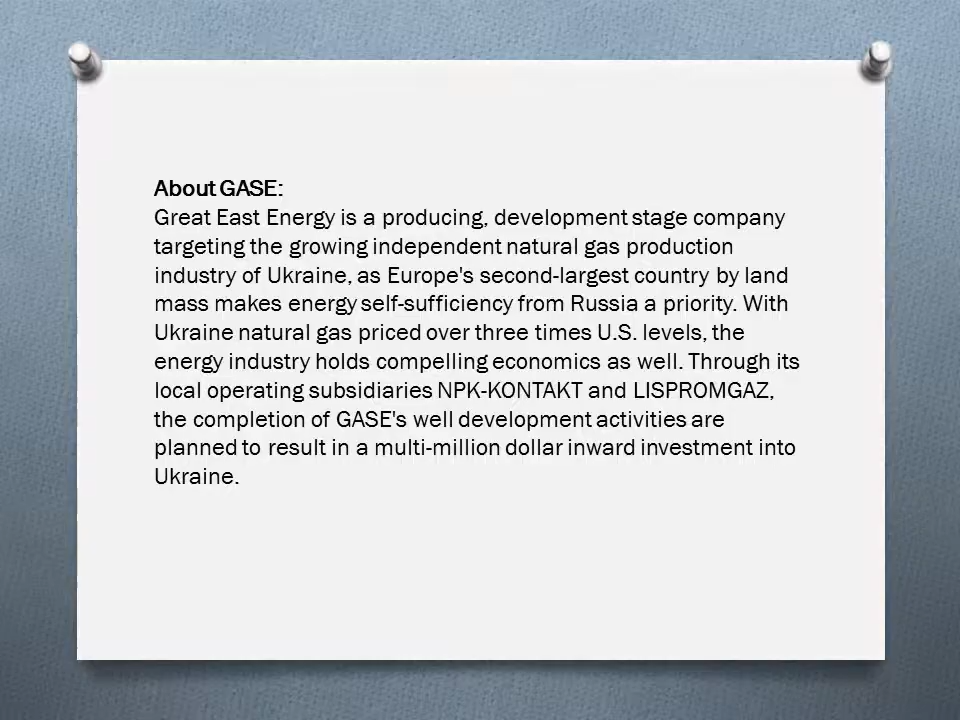 About GASE:
Great East Energy is a producing, development stage company
targeting the growing independent natural gas production
industry of Ukraine, as Europe's second-largest country by land
mass makes energy self-sufficiency from Russia a priority. With
Ukraine natural gas priced over three times U.S. levels, the
energy industry holds compelling economics as well. Through its
local operating subsidiaries NPK-KONTAKT and LISPROMGAZ,
the completion of GASE's well development activities are
planned to result in a multi-million dollar inward investment into
Ukraine.